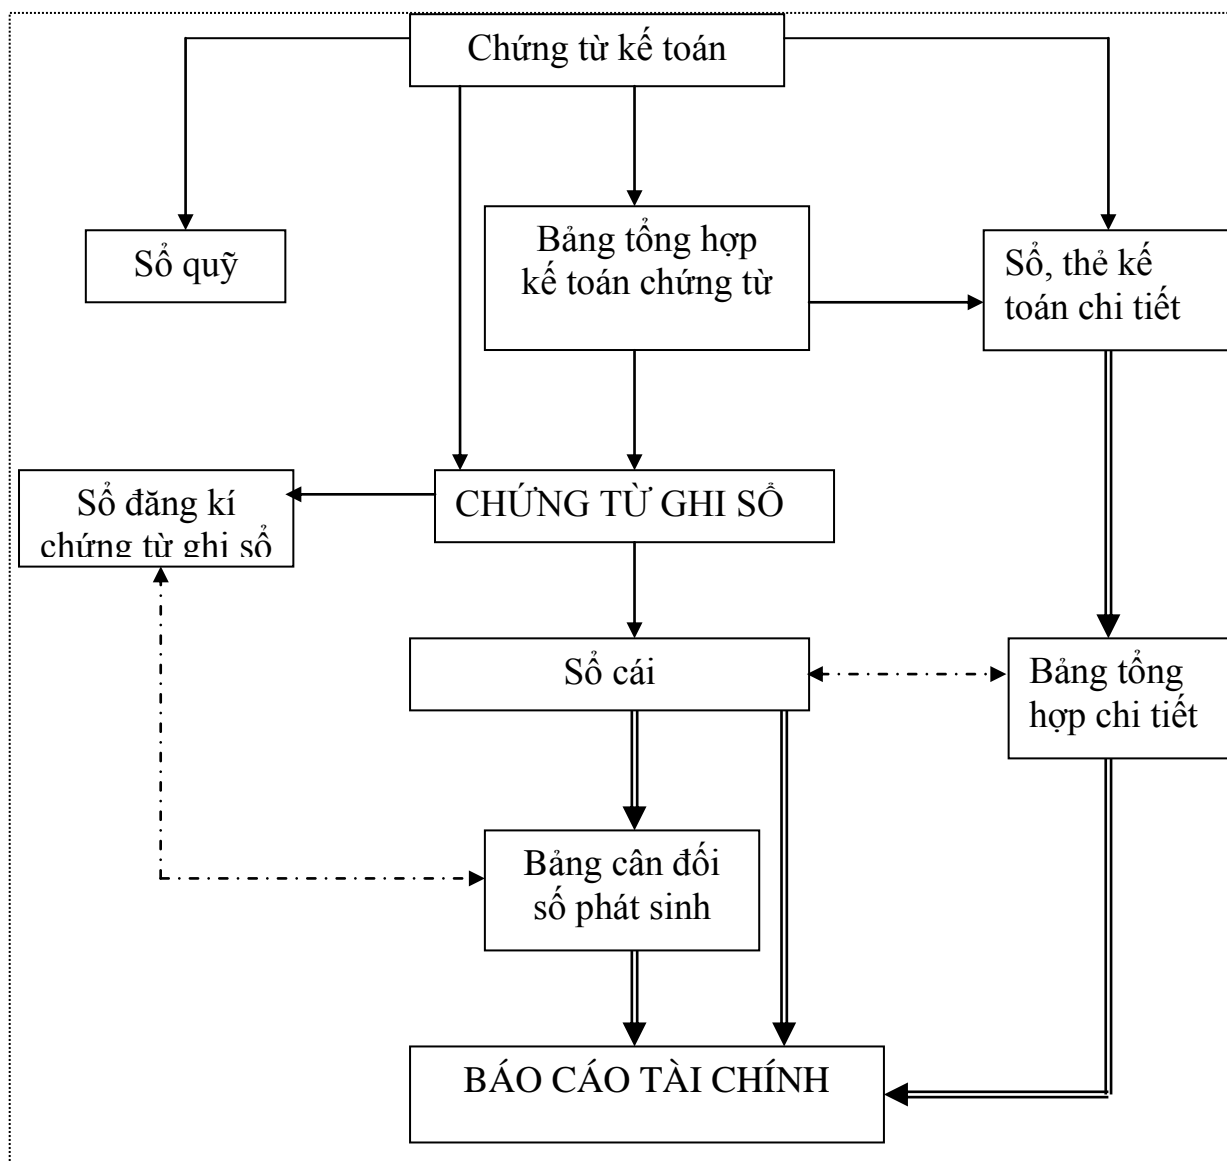 Chứng từ kế toán
Sổ quỹ
Bảng tổng hợp
kế toán chứng từ
Sổ, thẻ kế
toán chi tiết
Sổ đăng kí
chứng từ ghi sổ
CHỨNG TỪ GHI SỔ
Sổ cái
Bảng tổng
hợp chi tiết
Bảng cân đối
số phát sinh
BÁO CÁO TÀI CHÍNH